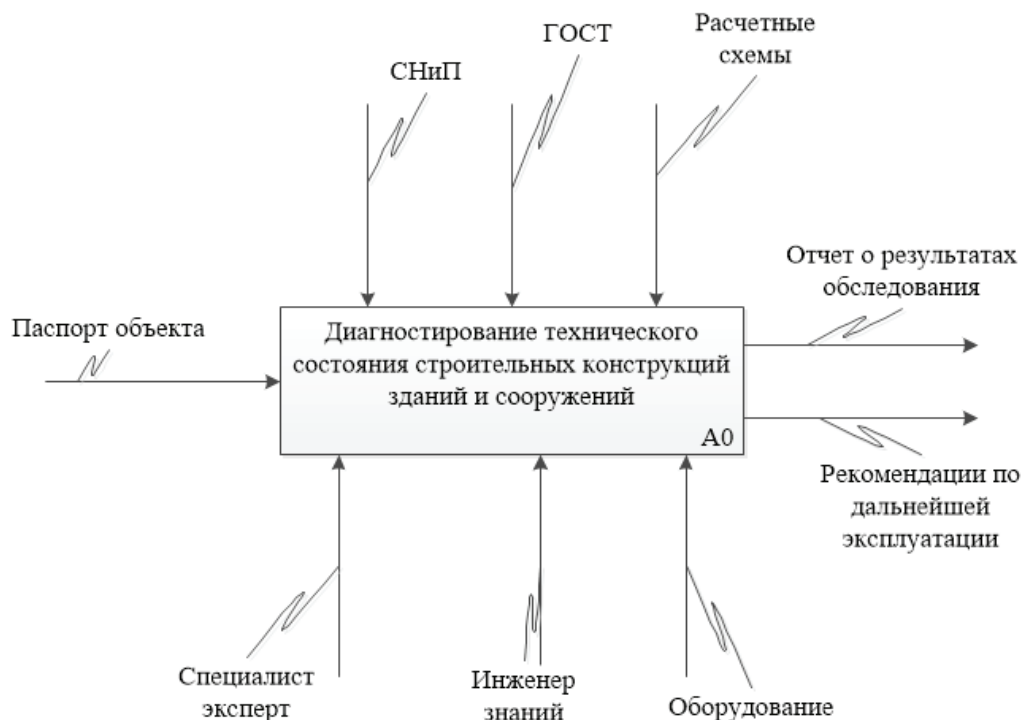 СНиП
ГОСТ
Расчетные
схемы
Паспорт объекта
Диагностирование технического
состояния строительных конструкций
зданий и сооружений
А0
Отчет о результатах
обследования
Рекомендации по
дальнейшей
эксплуатации
Специалист
эксперт
Инженер
знаний
Оборудование